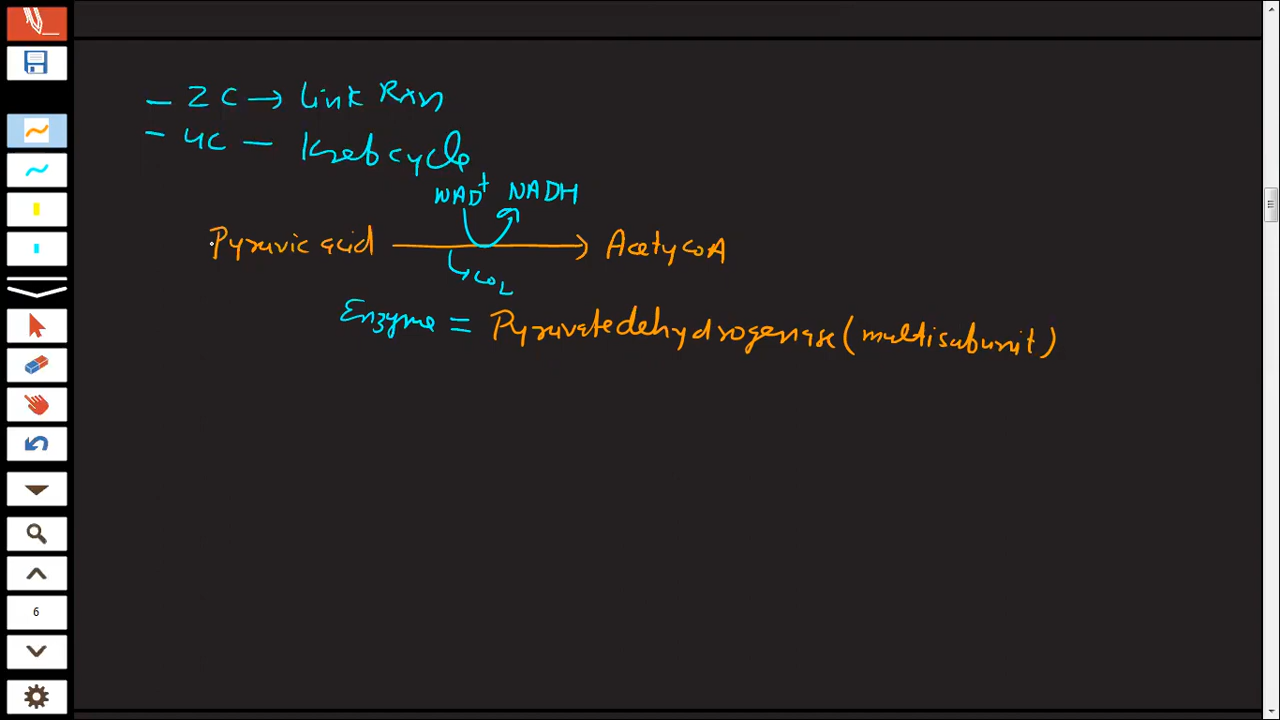 - 2C → Link Rxn
- 4C - Kreb cycle
NAD+ NADH
Pyruvic acid → AcetycoA
CO2
Enzyme = Pyruvatedehydrogenase (multisubunit)
6